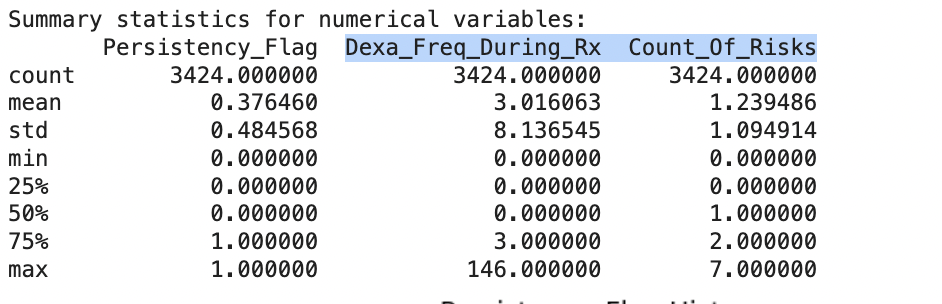 Summary statistics for numerical variables:
Persistency_Flag Dexa_Freq_During_Rx Count_Of_Risks
count 3424.000000 3424.000000 3424.000000
mean 0.376460 3.016063 1.239486
std 0.484568 8.136545 1.094914
min 0.000000 0.000000 0.000000
25% 0.000000 0.000000 0.000000
50% 0.000000 0.000000 1.000000
75% 1.000000 3.000000 2.000000
max 1.000000 146.000000 7.000000